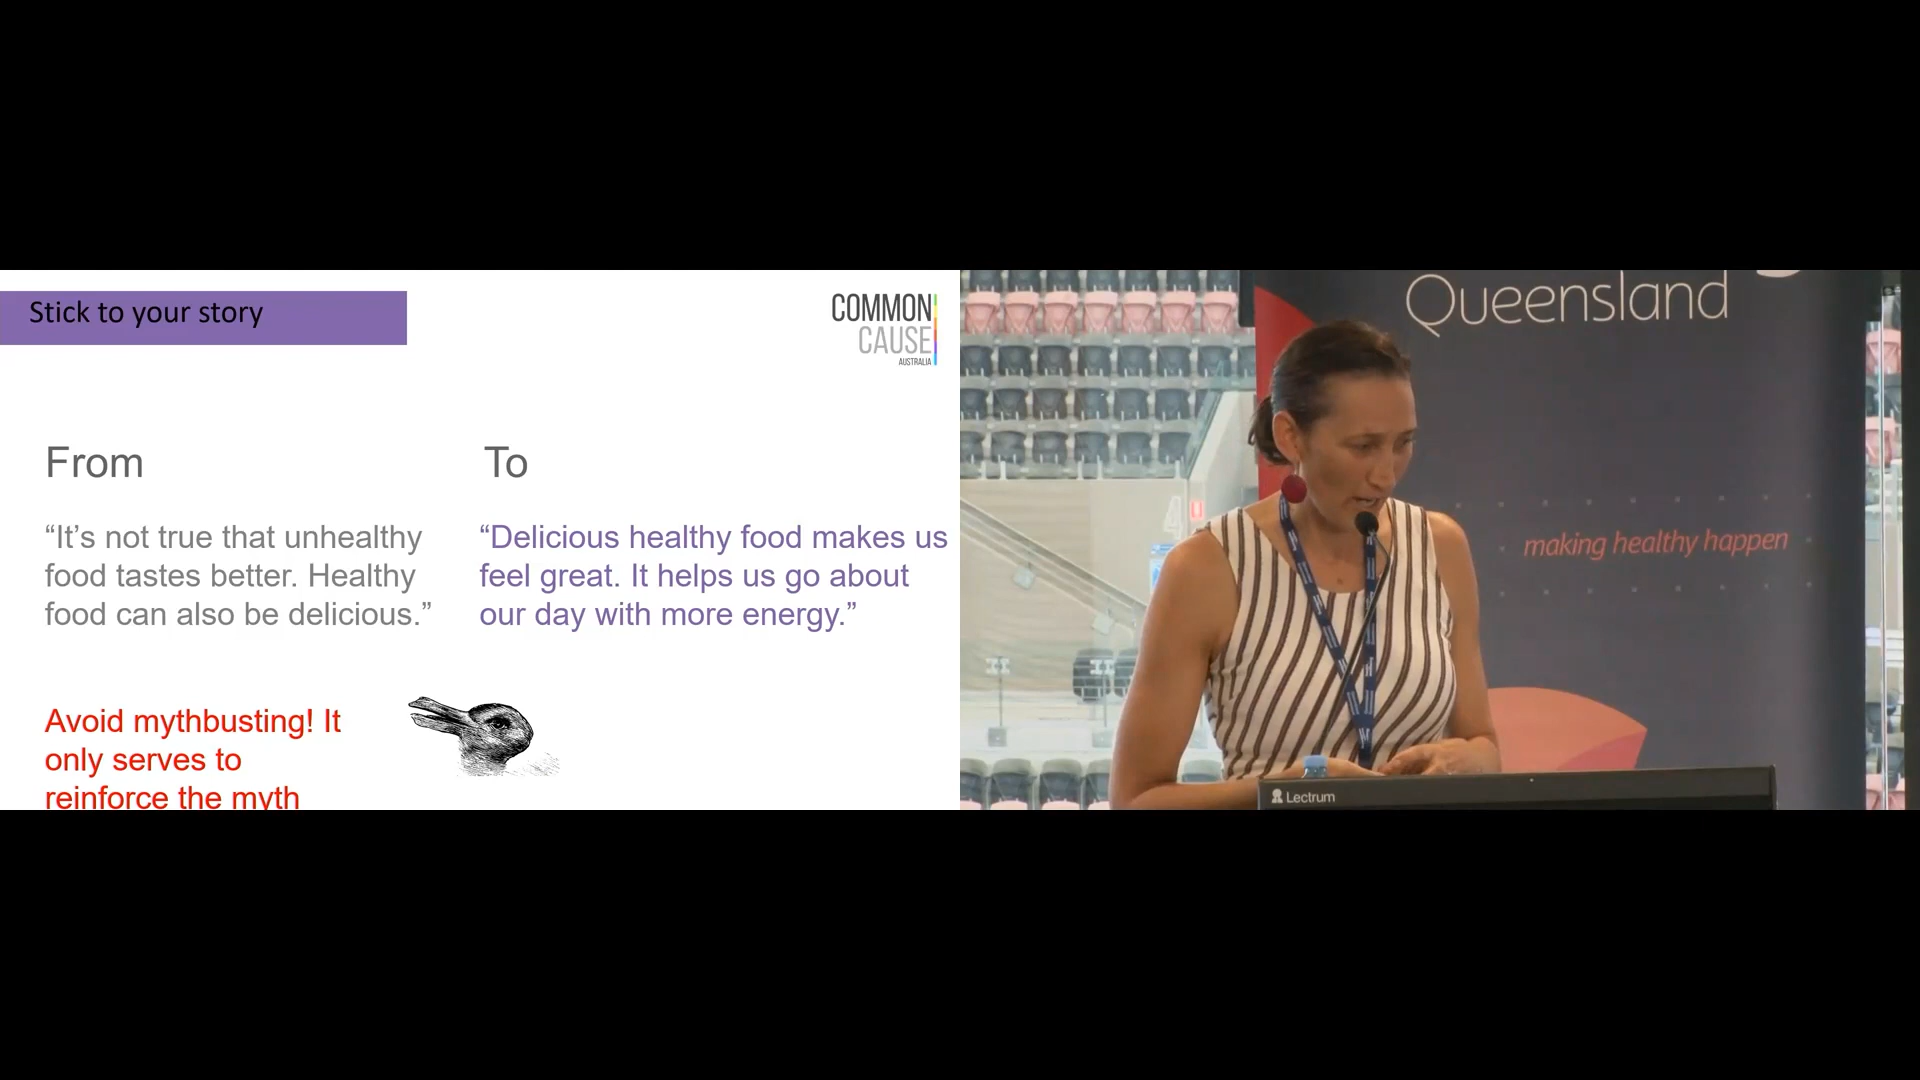 Stick to your story
COMMON
CAUSE
AUSTRALIA
From
To
“It’s not true that unhealthy
food tastes better. Healthy
food can also be delicious.”
“Delicious healthy food makes us
feel great. It helps us go about
our day with more energy.”
Avoid mythbusting! It
only serves to
reinforce the myth
Queensland
making healthy happen
4
Lectrum